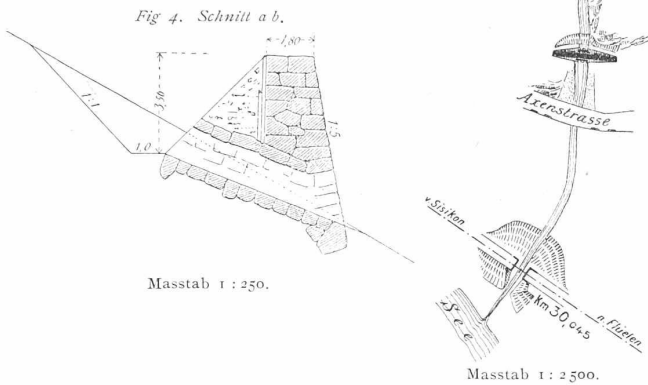 Fig 4. Schnitt a b.
1,80
3,50
1:1
1,0
1:5
Masstab 1 : 250.
Axenstrasse
v. Sisikon
Km 30,045
n. Flüelen
See
Masstab 1 : 2500.